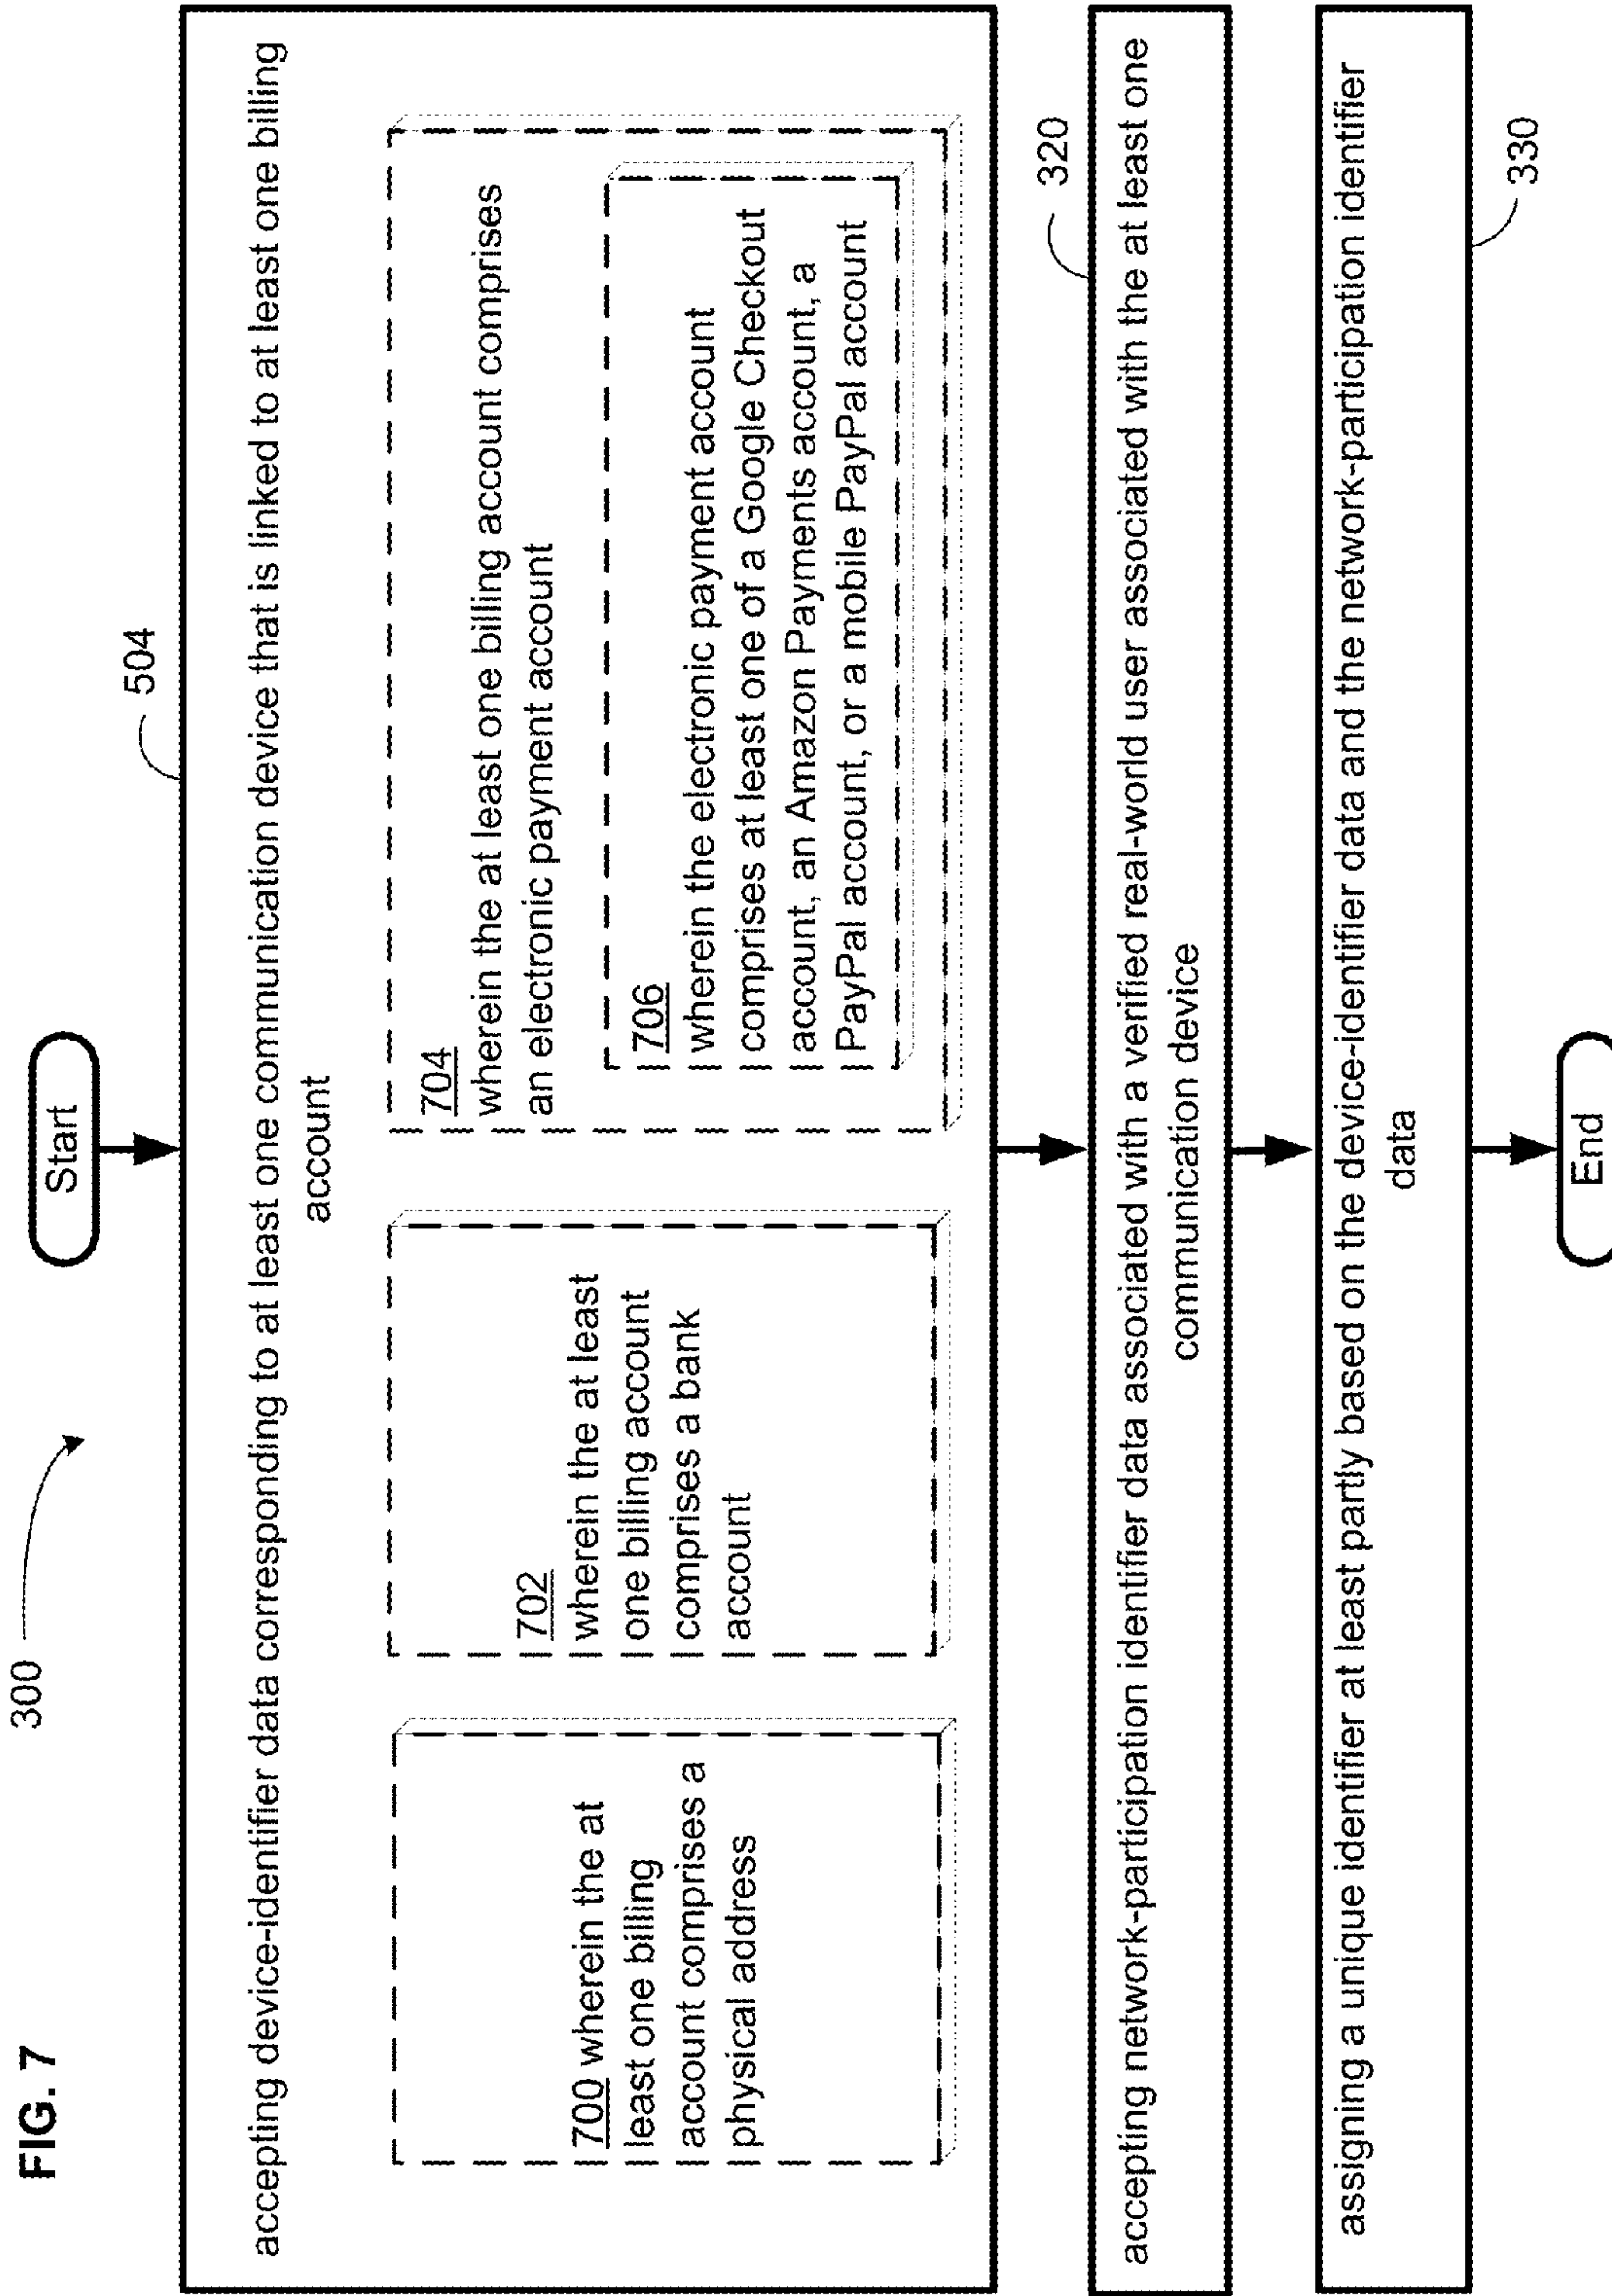 FIG. 7
300
Start
504
accepting device-identifier data corresponding to at least one communication device that is linked to at least one billing
account
700 wherein the at
least one billing
account comprises a
physical address
702
wherein the at least
one billing account
comprises a bank
account
704
wherein the at least one billing account comprises
an electronic payment account
706
wherein the electronic payment account
comprises at least one of a Google Checkout
account, an Amazon Payments account, a
PayPal account, or a mobile PayPal account
320
accepting network-participation identifier data associated with a verified real-world user associated with the at least one
communication device
assigning a unique identifier at least partly based on the device-identifier data and the network-participation identifier
data
330
End